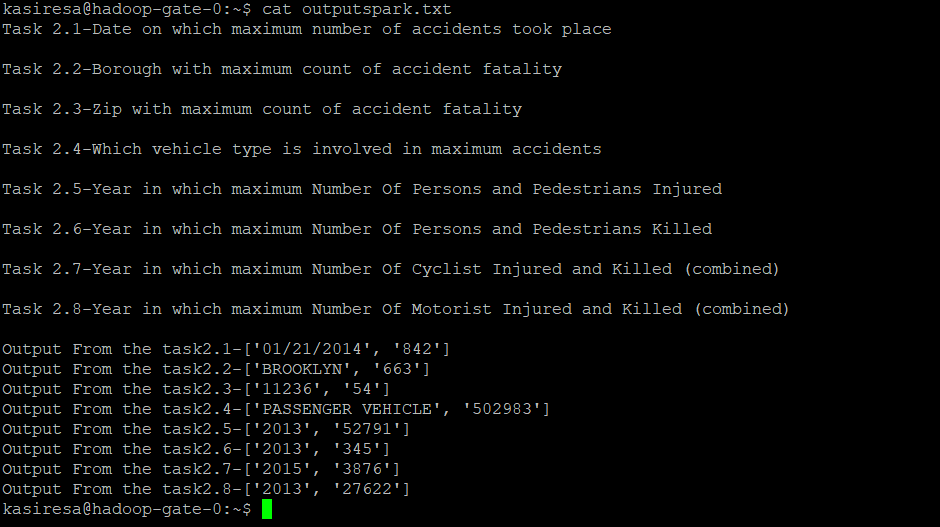 kasiresa@hadoop-gate-0:~$ cat outputspark.txt
Task 2.1-Date on which maximum number of accidents took place
Task 2.2-Borough with maximum count of accident fatality
Task 2.3-Zip with maximum count of accident fatality
Task 2.4-Which vehicle type is involved in maximum accidents
Task 2.5-Year in which maximum Number Of Persons and Pedestrians Injured
Task 2.6-Year in which maximum Number Of Persons and Pedestrians Killed
Task 2.7-Year in which maximum Number Of Cyclist Injured and Killed (combined)
Task 2.8-Year in which maximum Number Of Motorist Injured and Killed (combined)
Output From the task2.1-['01/21/2014', '842']
Output From the task2.2-['BROOKLYN', '663']
Output From the task2.3-['11236', '54']
Output From the task2.4-['PASSENGER VEHICLE', '502983']
Output From the task2.5-['2013', '52791']
Output From the task2.6-['2013', '345']
Output From the task2.7-['2015', '3876']
Output From the task2.8-['2013', '27622']
kasiresa@hadoop-gate-0:~$